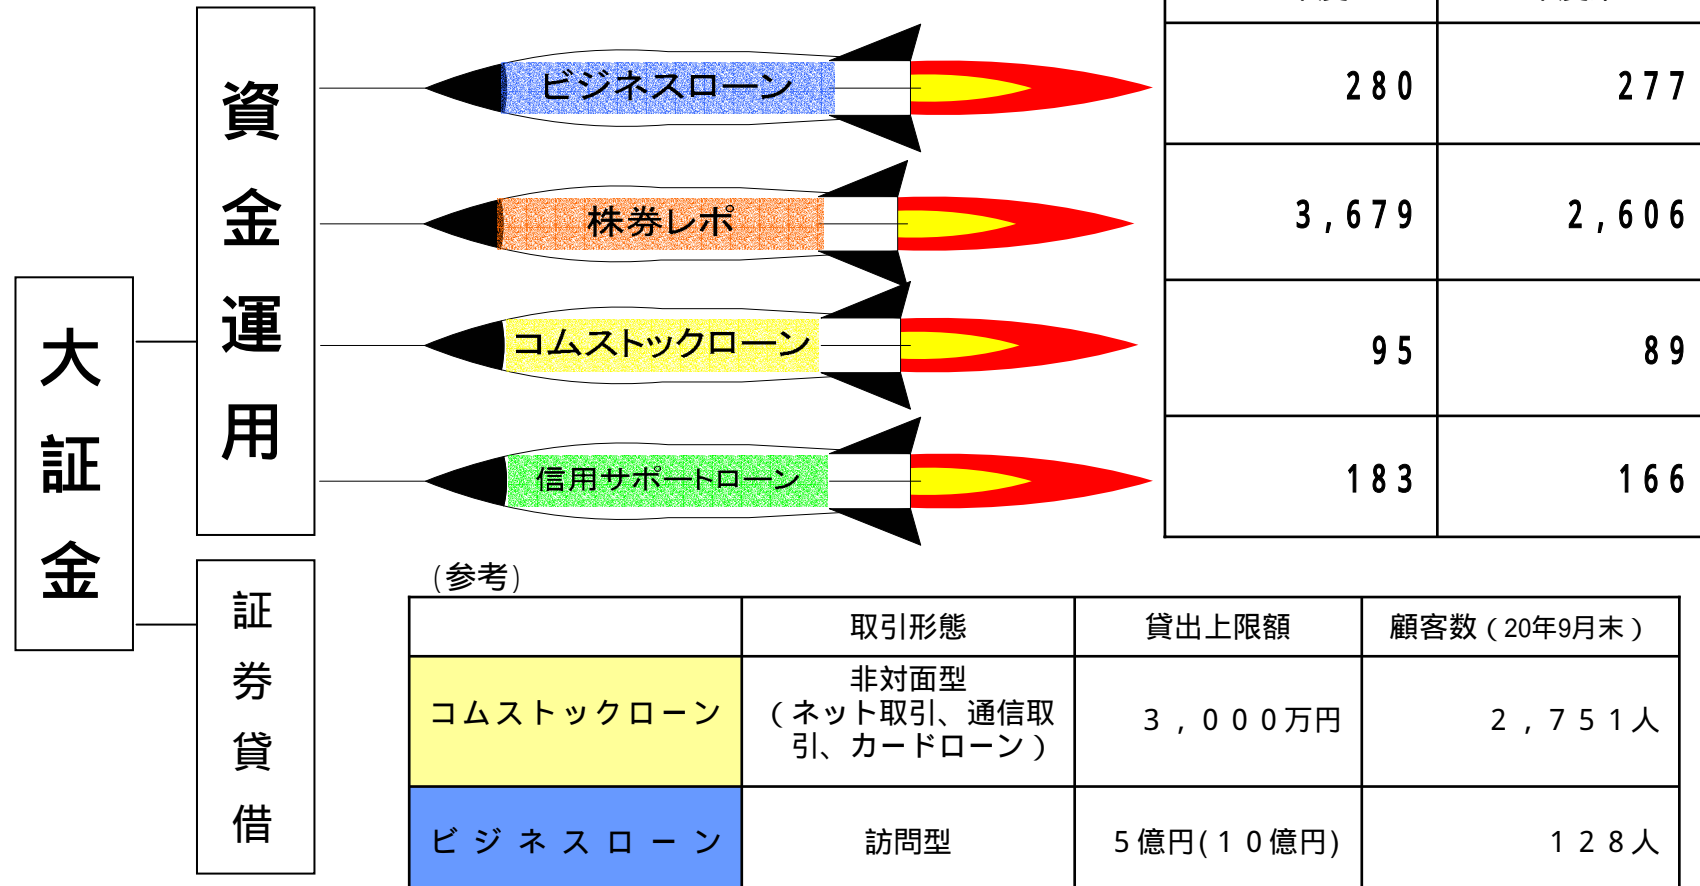 大証金
資金運用
証券貸借
ビジネスローン 280 277
株券レポ 3,679 2,606
コムストックローン 95 89
信用サポートローン 183 166
(参考)
取引形態 貸出上限額 顧客数(20年9月末)
コムストックローン 非対面型
(ネット取引、通信取
引、カードローン) 3,000万円 2,751人
ビジネスローン 訪問型 5億円(10億円) 128人